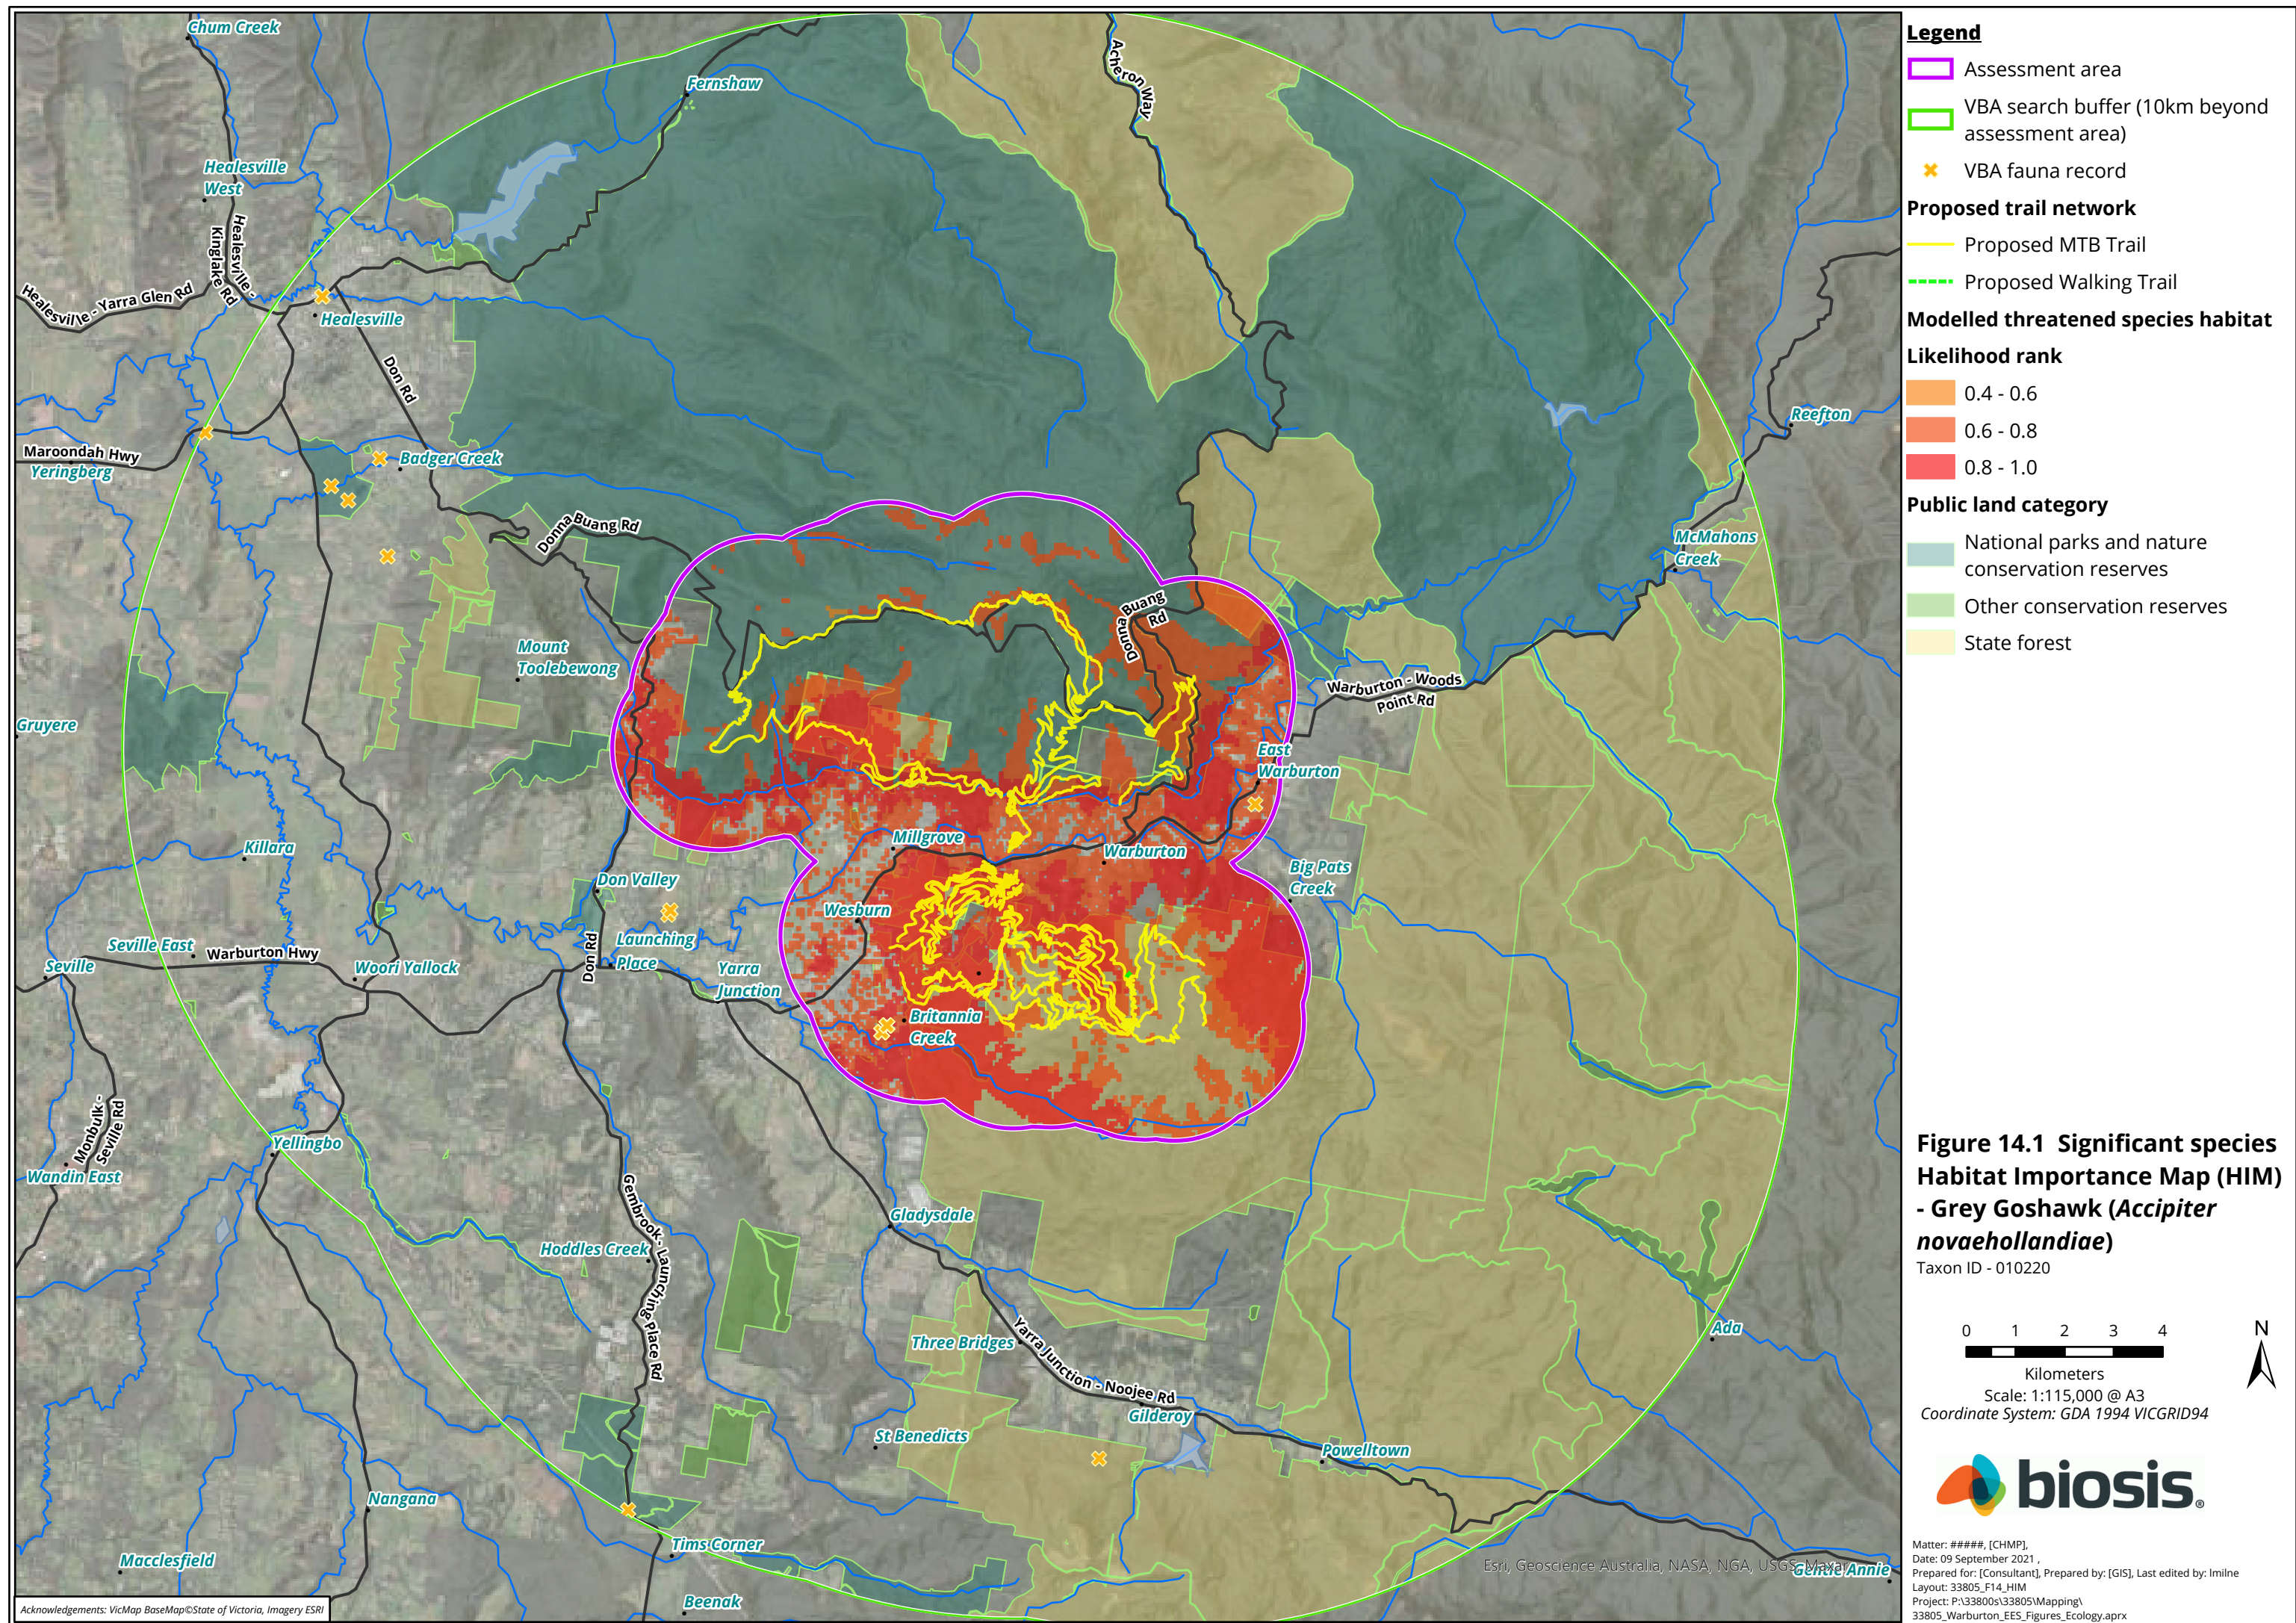 Chum Creek
Fernshaw
Acheron Way
Healesville
West
Healesville -
Kinglake Rd
Healesville - Yarra Glen Rd
Healesville
Don Rd
Maroondah Hwy
Yeringberg
Badger Creek
Reefton
Donna Buang Rd
McMahons
Creek
Donna Buang
Rd
Mount
Toolebewong
Warburton - Woods
Point Rd
Gruyere
East
Warburton
Killara
Millgrove
Warburton
Big Pats
Creek
Don Valley
Wesburn
Launching
Place
Don Rd
Seville East
Warburton Hwy
Seville
Woori Yallock
Yarra
Junction
Britannia
Creek
Monbulk -
Seville Rd
Yellingbo
Wandin East
Gembrook - Launching Place Rd
Gladysdale
Hoddles Creek
Three Bridges
Yarra Junction - Noojee Rd
Ada
Gilderoy
St Benedicts
Powelltown
Nangana
Tims Corner
Macclesfield
Beenak
Gentle Annie
Esri, Geoscience Australia, NASA, NGA, USGS, Maxar
Acknowledgements: VicMap BaseMap©State of Victoria, Imagery ESRI
Legend
Assessment area
VBA search buffer (10km beyond
assessment area)
VBA fauna record
Proposed trail network
Proposed MTB Trail
Proposed Walking Trail
Modelled threatened species habitat
Likelihood rank
0.4 - 0.6
0.6 - 0.8
0.8 - 1.0
Public land category
National parks and nature
conservation reserves
Other conservation reserves
State forest
Figure 14.1 Significant species
Habitat Importance Map (HIM)
- Grey Goshawk (Accipiter
novaehollandiae)
Taxon ID - 010220
0 1 2 3 4
N
Kilometers
Scale: 1:115,000 @ A3
Coordinate System: GDA 1994 VICGRID94
biosis®
Matter: #####, [CHMP],
Date: 09 September 2021 ,
Prepared for: [Consultant], Prepared by: [GIS], Last edited by: lmilne
Layout: 33805_F14_HIM
Project: P:\33800s\33805\Mapping\
33805_Warburton_EES_Figures_Ecology.aprx